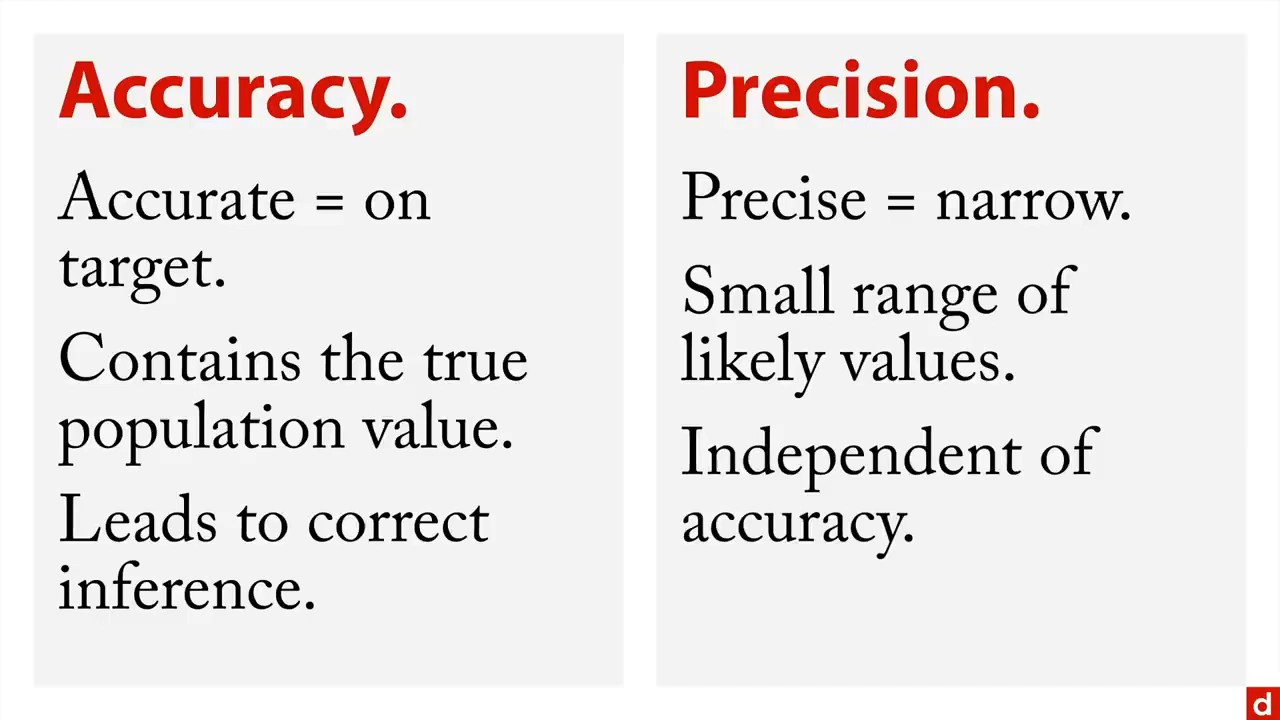 Accuracy.
Accurate = on
target.
Contains the true
population value.
Leads to correct
inference.
Precision.
Precise = narrow.
Small range of
likely values.
Independent of
accuracy.
d